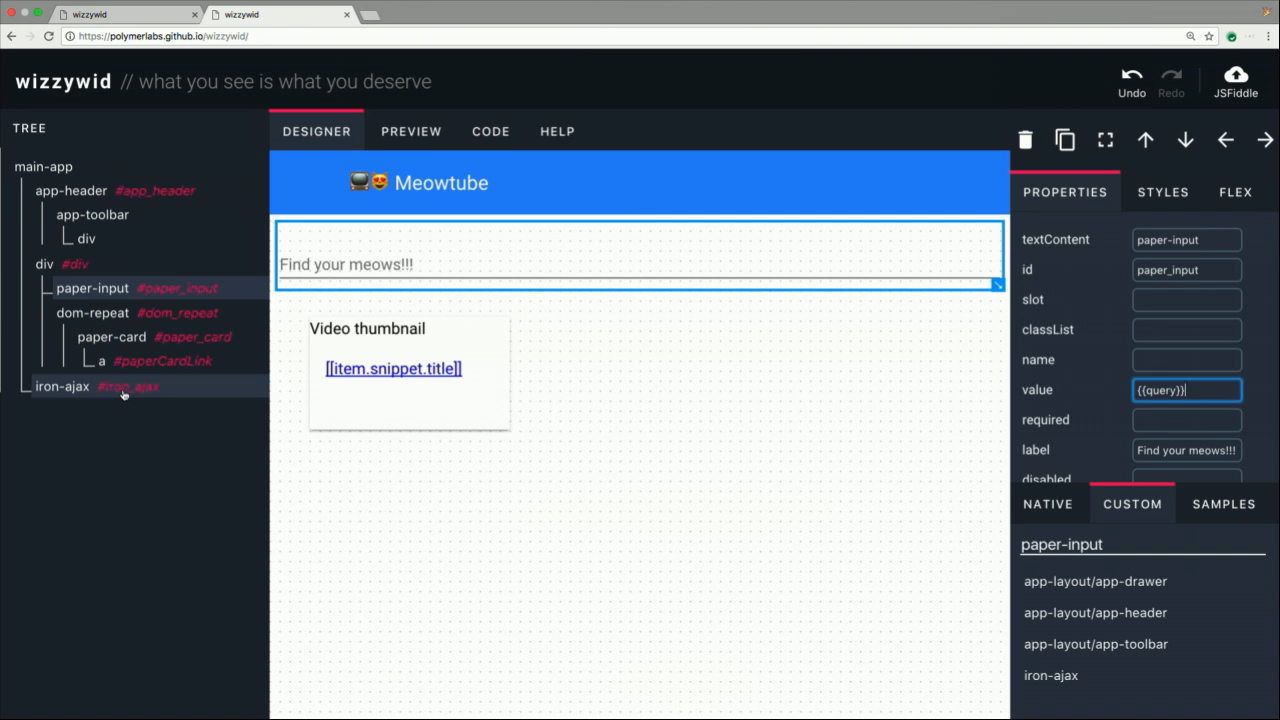 wizzywid
wizzywid
https://polymerlabs.github.io/wizzywid/
wizzywid // what you see is what you deserve
Undo
Redo
JSFiddle
TREE
DESIGNER
PREVIEW
CODE
HELP
main-app
app-header #app_header
app-toolbar
div
div #div
paper-input #paper_input
dom-repeat #dom_repeat
paper-card #paper_card
a #paperCardLink
iron-ajax #iron_ajax
Meowtube
Find your meows!!!
Video thumbnail
[[item.snippet.title]]
PROPERTIES
STYLES
FLEX
textContent paper-input
id paper_input
slot
classList
name
value {{query}}
required
label Find your meows!!!
disabled
NATIVE
CUSTOM
SAMPLES
paper-input
app-layout/app-drawer
app-layout/app-header
app-layout/app-toolbar
iron-ajax